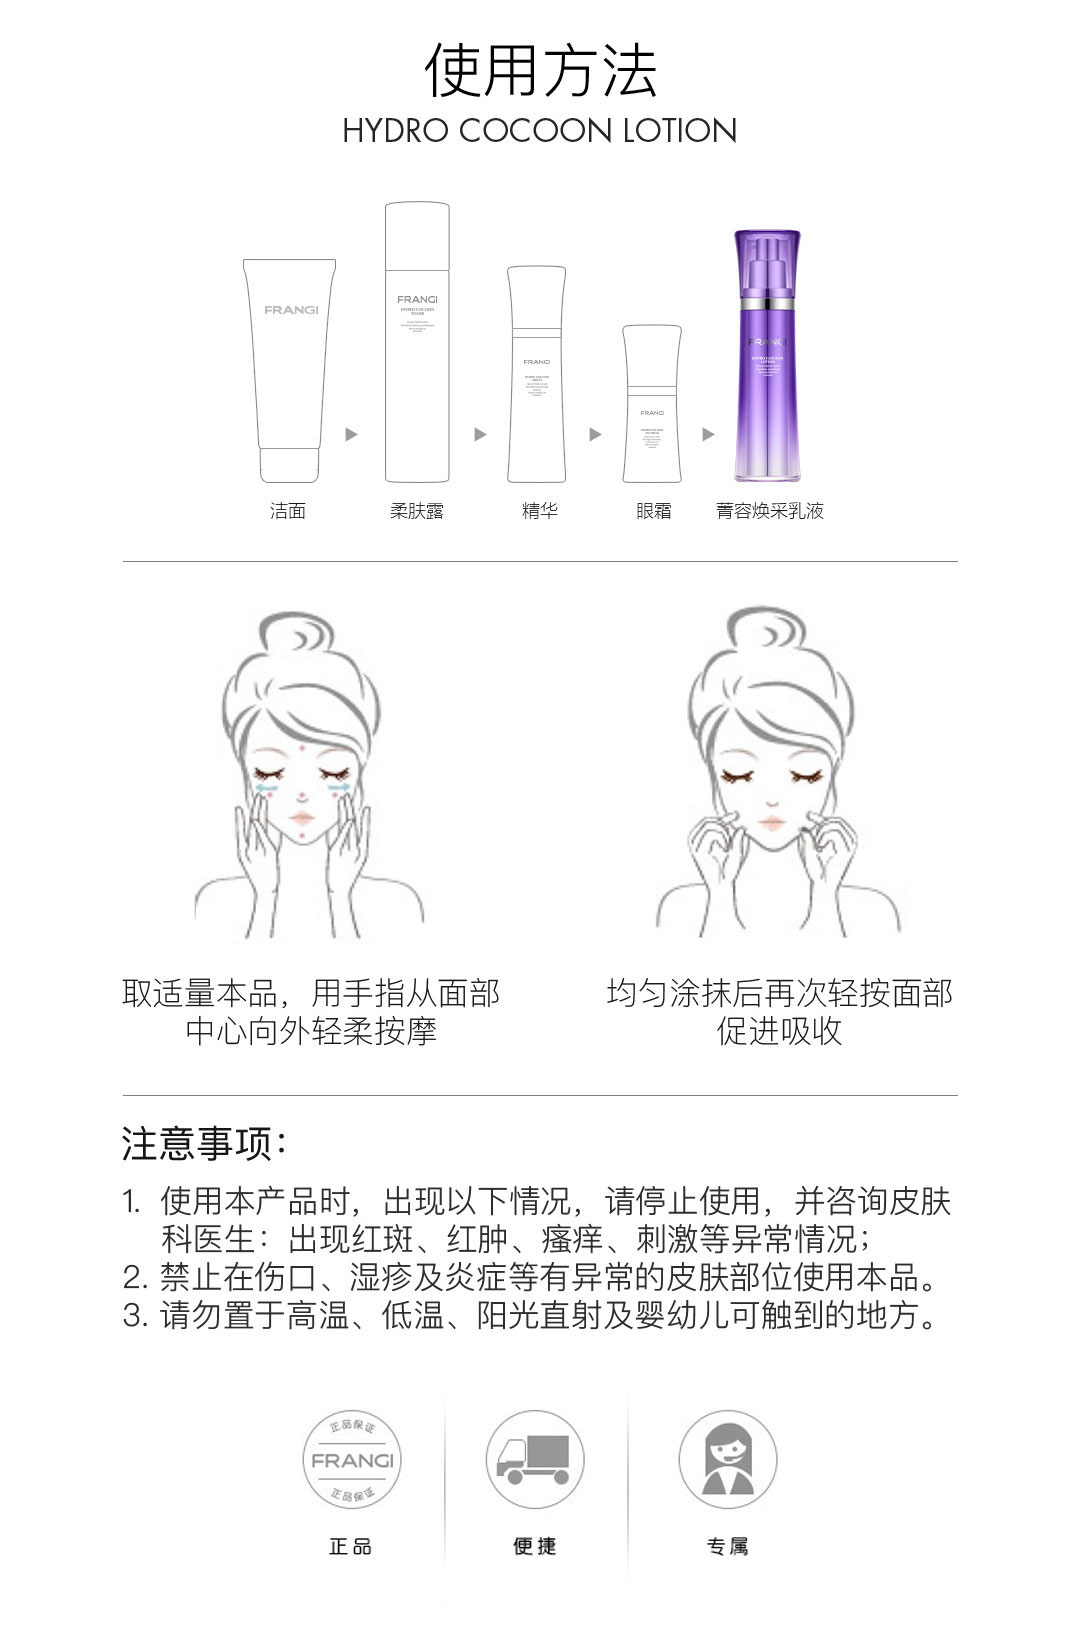 使用方法
HYDRO COCOON LOTION
FRANGI
FRANGI
HYDRO COCOON
TONER
FRANGI
HYDRO COCOON
FRANGI
HYDRO COCOON
FRANGI
HYDRO COCOON
LOTION
洁面
柔肤露
精华
眼霜
菁容焕采乳液
取适量本品，用手指从面部
中心向外轻柔按摩
均匀涂抹后再次轻按面部
促进吸收
注意事项：
1. 使用本产品时，出现以下情况，请停止使用，并咨询皮肤
科医生：出现红斑、红肿、瘙痒、刺激等异常情况；
2. 禁止在伤口、湿疹及炎症等有异常的皮肤部位使用本品。
3. 请勿置于高温、低温、阳光直射及婴幼儿可触到的地方。
正品保证
FRANGI
正品保证
正品
便捷
专属